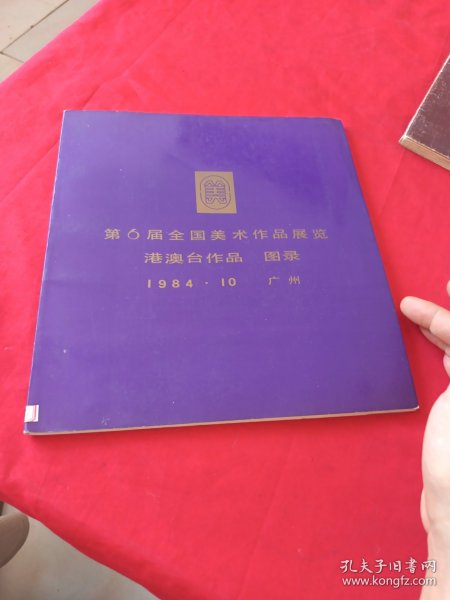 美
第6届全国美术作品展览
港澳台作品 图录
1984·10 广州
孔夫子旧书网
www.kongfz.com